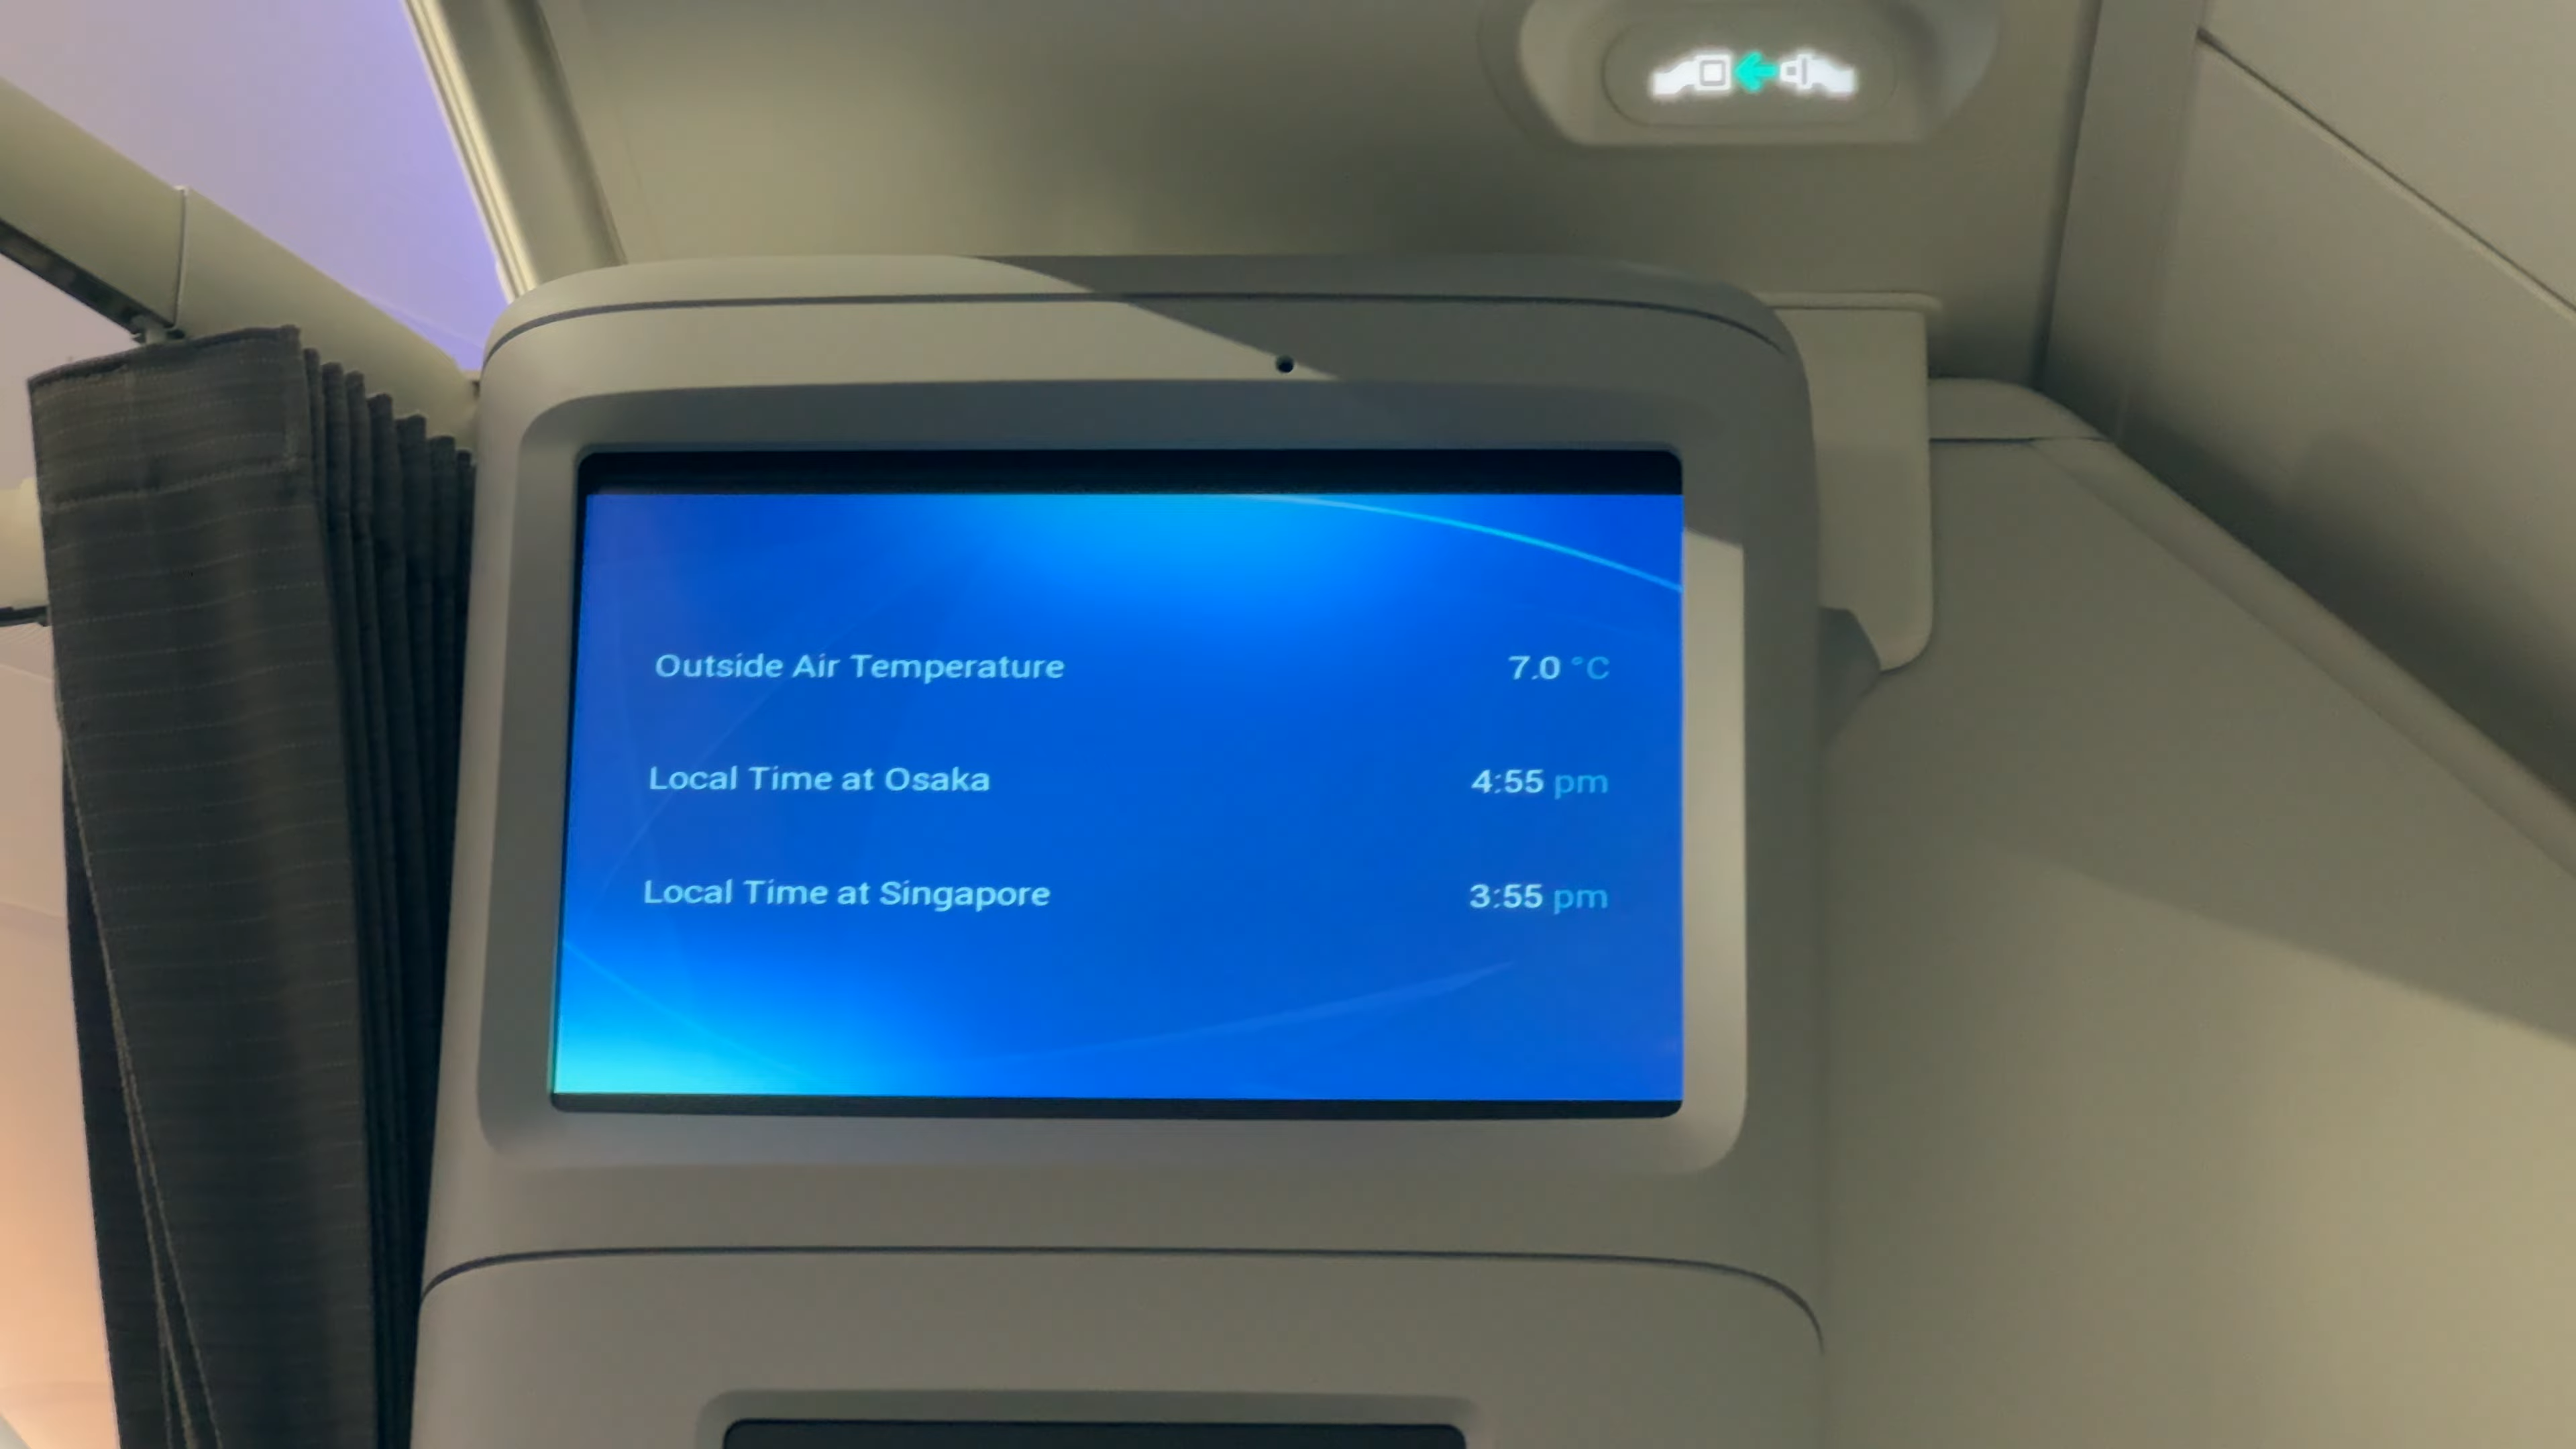 Outside Air Temperature 7.0 °C
Local Time at Osaka 4:55 pm
Local Time at Singapore 3:55 pm